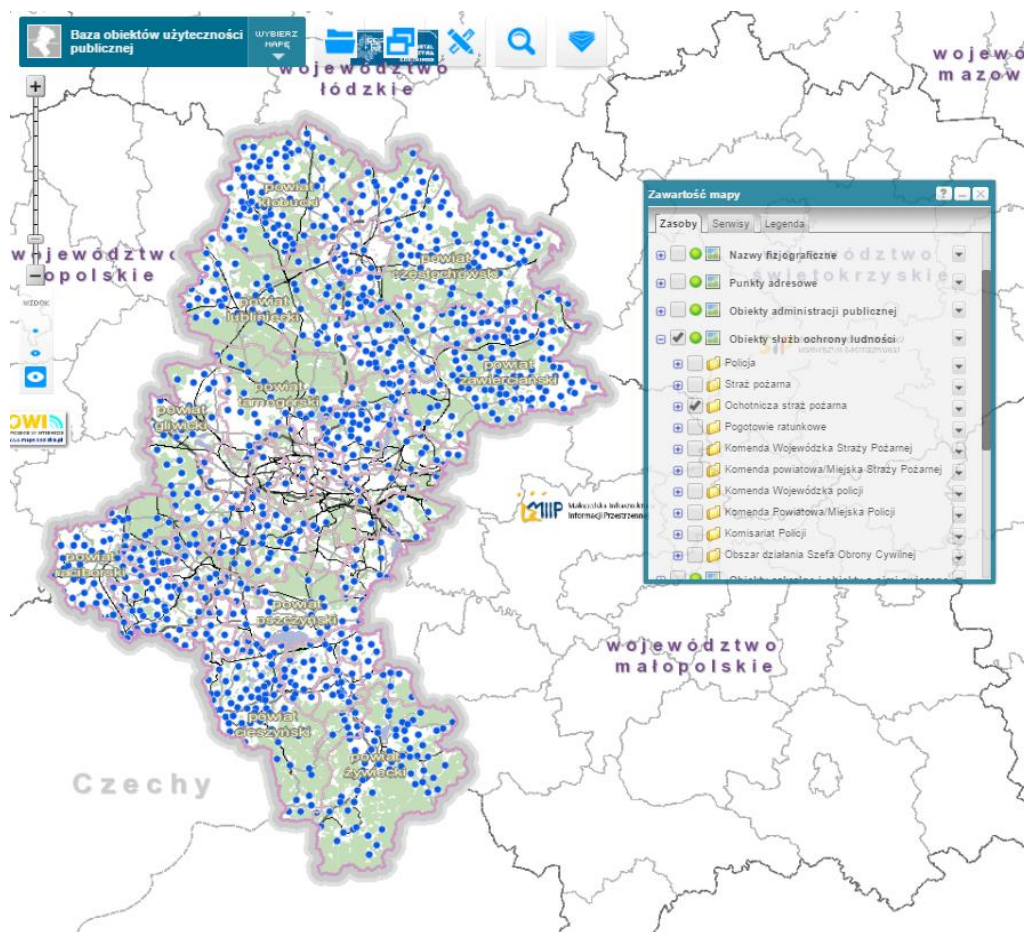 Baza obiektów użyteczności
publicznej
WYBIERZ
MAPĘ
województwo
łódzkie
powiat
kłobucki
województwo
opolskie
powiat
częstochowski
powiat
lubliniecki
powiat
zawierciański
powiat
tarnogórski
powiat
gliwicki
WIDOK
powiat
raciborski
powiat
pszczyński
powiat
cieszyński
powiat
żywiecki
Czechy
MIIP
Małopolska Infrastruktura
Informacji Przestrzennej
województwo
małopolskie
Zawartość mapy
Zasoby
Serwisy
Legenda
Nazwy fizjograficzne
Punkty adresowe
świętokrzyskie
Obiekty administracji publicznej
Obiekty służb ochrony ludności
Policja
Straż pożarna
Ochotnicza straż pożarna
Pogotowie ratunkowe
Komenda Wojewódzka Straży Pożarnej
Komenda powiatowa/Miejska Straży Pożarnej
Komenda Wojewódzka policji
Komenda Powiatowa/Miejska Policji
Komisariat Policji
Obszar działania Szefa Obrony Cywilnej